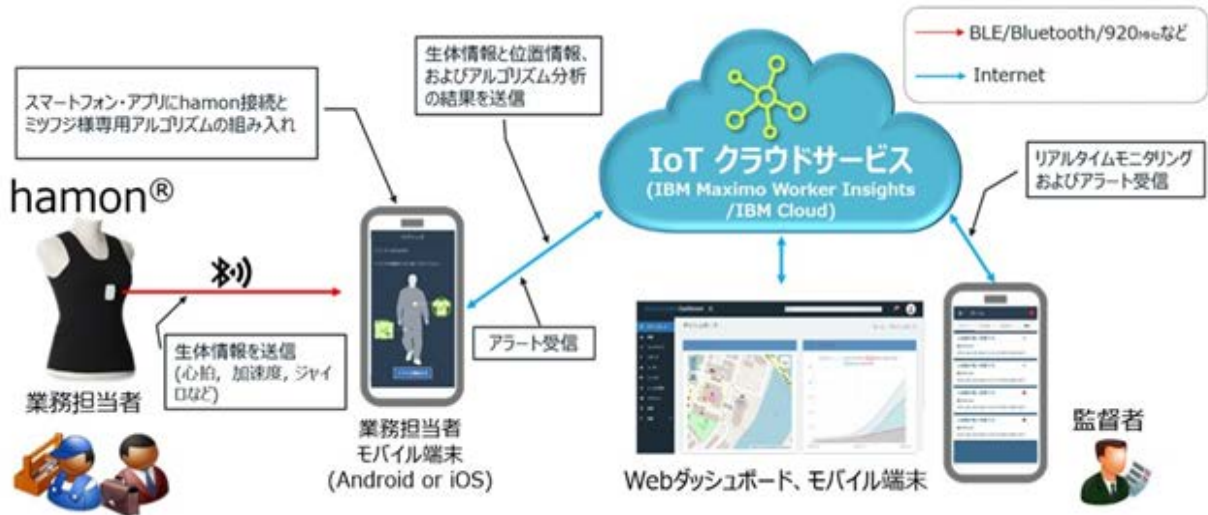 BLE/Bluetooth/920MHzなど
Internet
生体情報と位置情報、
およびアルゴリズム分析
の結果を送信
スマートフォン・アプリにhamon接続と
ミツフジ様専用アルゴリズムの組み入れ
IoT クラウドサービス
(IBM Maximo Worker Insights
/IBM Cloud)
リアルタイムモニタリング
およびアラート受信
hamon®
アラート受信
生体情報を送信
(心拍, 加速度, ジャイ
ロなど)
業務担当者
業務担当者
モバイル端末
(Android or iOS)
Webダッシュボード、モバイル端末
監督者